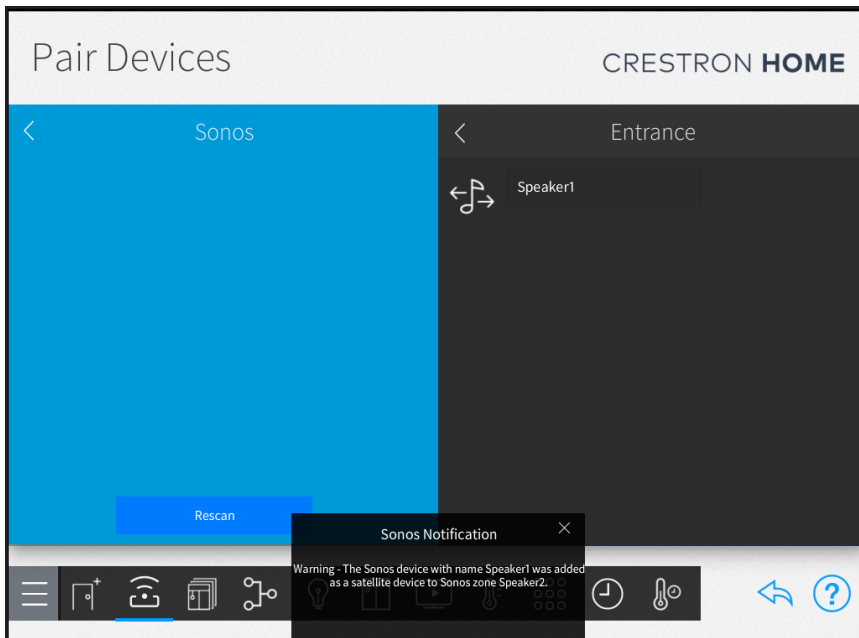 Pair Devices
CRESTRON HOME
Sonos
Entrance
Speaker1
Rescan
Sonos Notification
Warning - The Sonos device with name Speaker1 was added
as a satellite device to Sonos zone Speaker2.
?